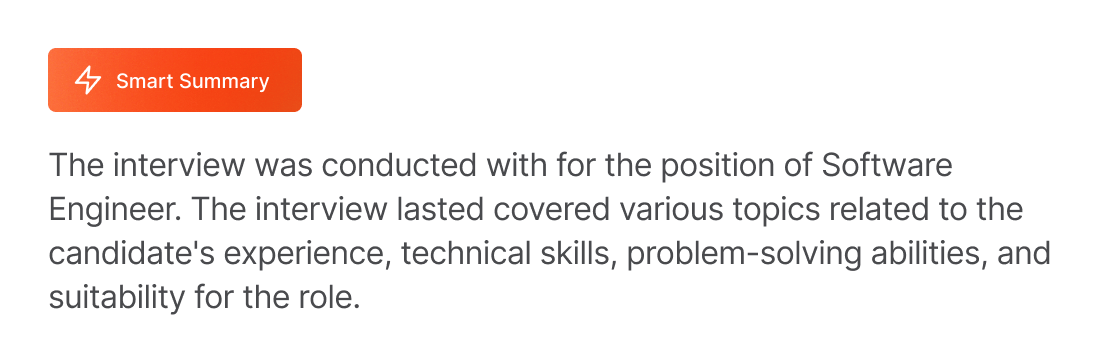 Smart Summary
The interview was conducted with for the position of Software
Engineer. The interview lasted covered various topics related to the
candidate's experience, technical skills, problem-solving abilities, and
suitability for the role.